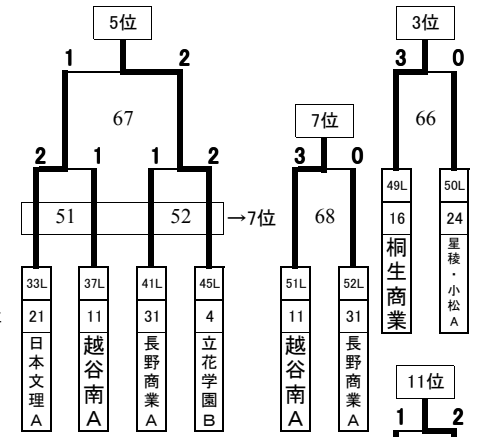 5位
1 2
67
2 1 1 2
51 52 →7位
33L 37L 41L 45L
21 11 31 4
日本文理A 越谷南A 長野商業A 立花学園B
7位
3 0
68
51L 52L
11 31
越谷南A 長野商業A
3位
3 0
66
49L 50L
16 24
桐生商業 星稜・小松A
11位
1 2